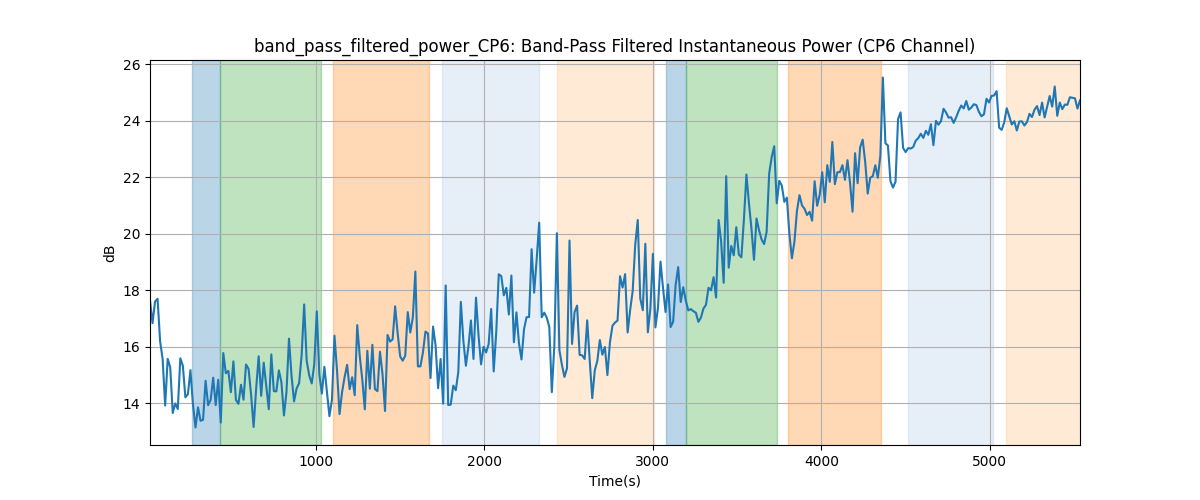 band_pass_filtered_power_CP6: Band-Pass Filtered Instantaneous Power (CP6 Channel)
26
24
22
20
18
16
14
dB
1000 2000 3000 4000 5000
Time(s)